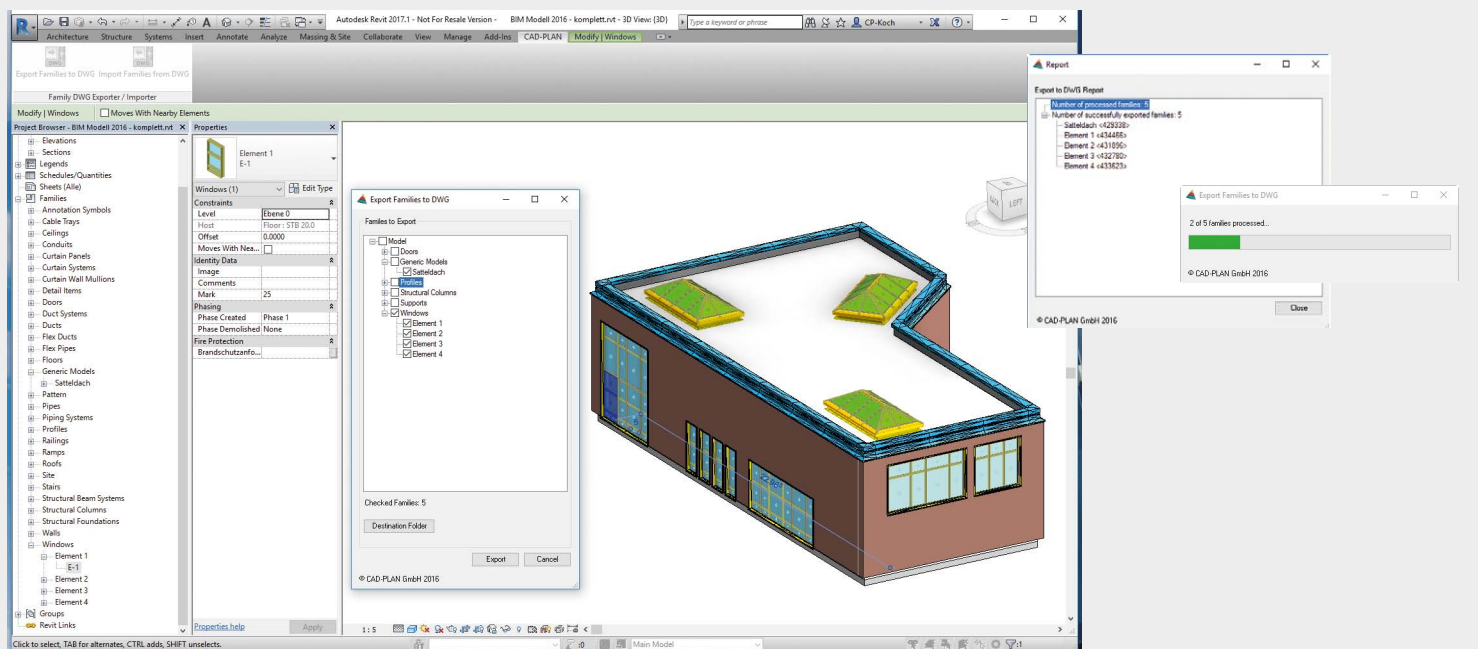 Autodesk Revit 2017.1 - Not For Resale Version - BIM Modell 2016 - komplett.rvt - 3D View: {3D}
Type a keyword or phrase
CP-Koch
Architecture Structure Systems Insert Annotate Analyze Massing & Site Collaborate View Manage Add-Ins CAD-PLAN Modify | Windows
DWG DWG
Export Families to DWG Import Families from DWG
Family DWG Exporter / Importer
Modify | Windows Moves With Nearby Elements
Project Browser - BIM Modell 2016 - komplett.rvt
Elevations
Sections
Legends
Schedules/Quantities
Sheets (Alle)
Families
Annotation Symbols
Cable Trays
Ceilings
Conduits
Curtain Panels
Curtain Systems
Curtain Wall Mullions
Detail Items
Doors
Duct Systems
Ducts
Flex Ducts
Flex Pipes
Floors
Generic Models
Satteldach
Pattern
Pipes
Piping Systems
Profiles
Railings
Ramps
Roofs
Site
Stairs
Structural Beam Systems
Structural Columns
Structural Foundations
Walls
Windows
Element 1
E-1
Element 2
Element 3
Element 4
Groups
Revit Links
Properties
Element 1
E-1
Windows (1) Edit Type
Constraints
Level Ebene 0
Host Floor : STB 20.0
Offset 0.0000
Moves With Nea...
Identity Data
Image
Comments
Mark 25
Phasing
Phase Created Phase 1
Phase Demolished None
Fire Protection
Brandschutzanfo...
Properties help Apply
Export Families to DWG
Familes to Export
Model
Doors
Generic Models
Satteldach
Profiles
Structural Columns
Supports
Windows
Element 1
Element 2
Element 3
Element 4
Checked Families: 5
Destination Folder
Export Cancel
© CAD-PLAN GmbH 2016
LEFT
1 : 5
Click to select, TAB for alternates, CTRL adds, SHIFT unselects.
:0 Main Model :1
Report
Export to DWG Report
Number of processed families: 5
Number of successfully exported familes: 5
Satteldach <429338>
Element 1 <434466>
Element 2 <431896>
Element 3 <432780>
Element 4 <433623>
Close
© CAD-PLAN GmbH 2016
Export Families to DWG
2 of 5 families processed...
© CAD-PLAN GmbH 2016